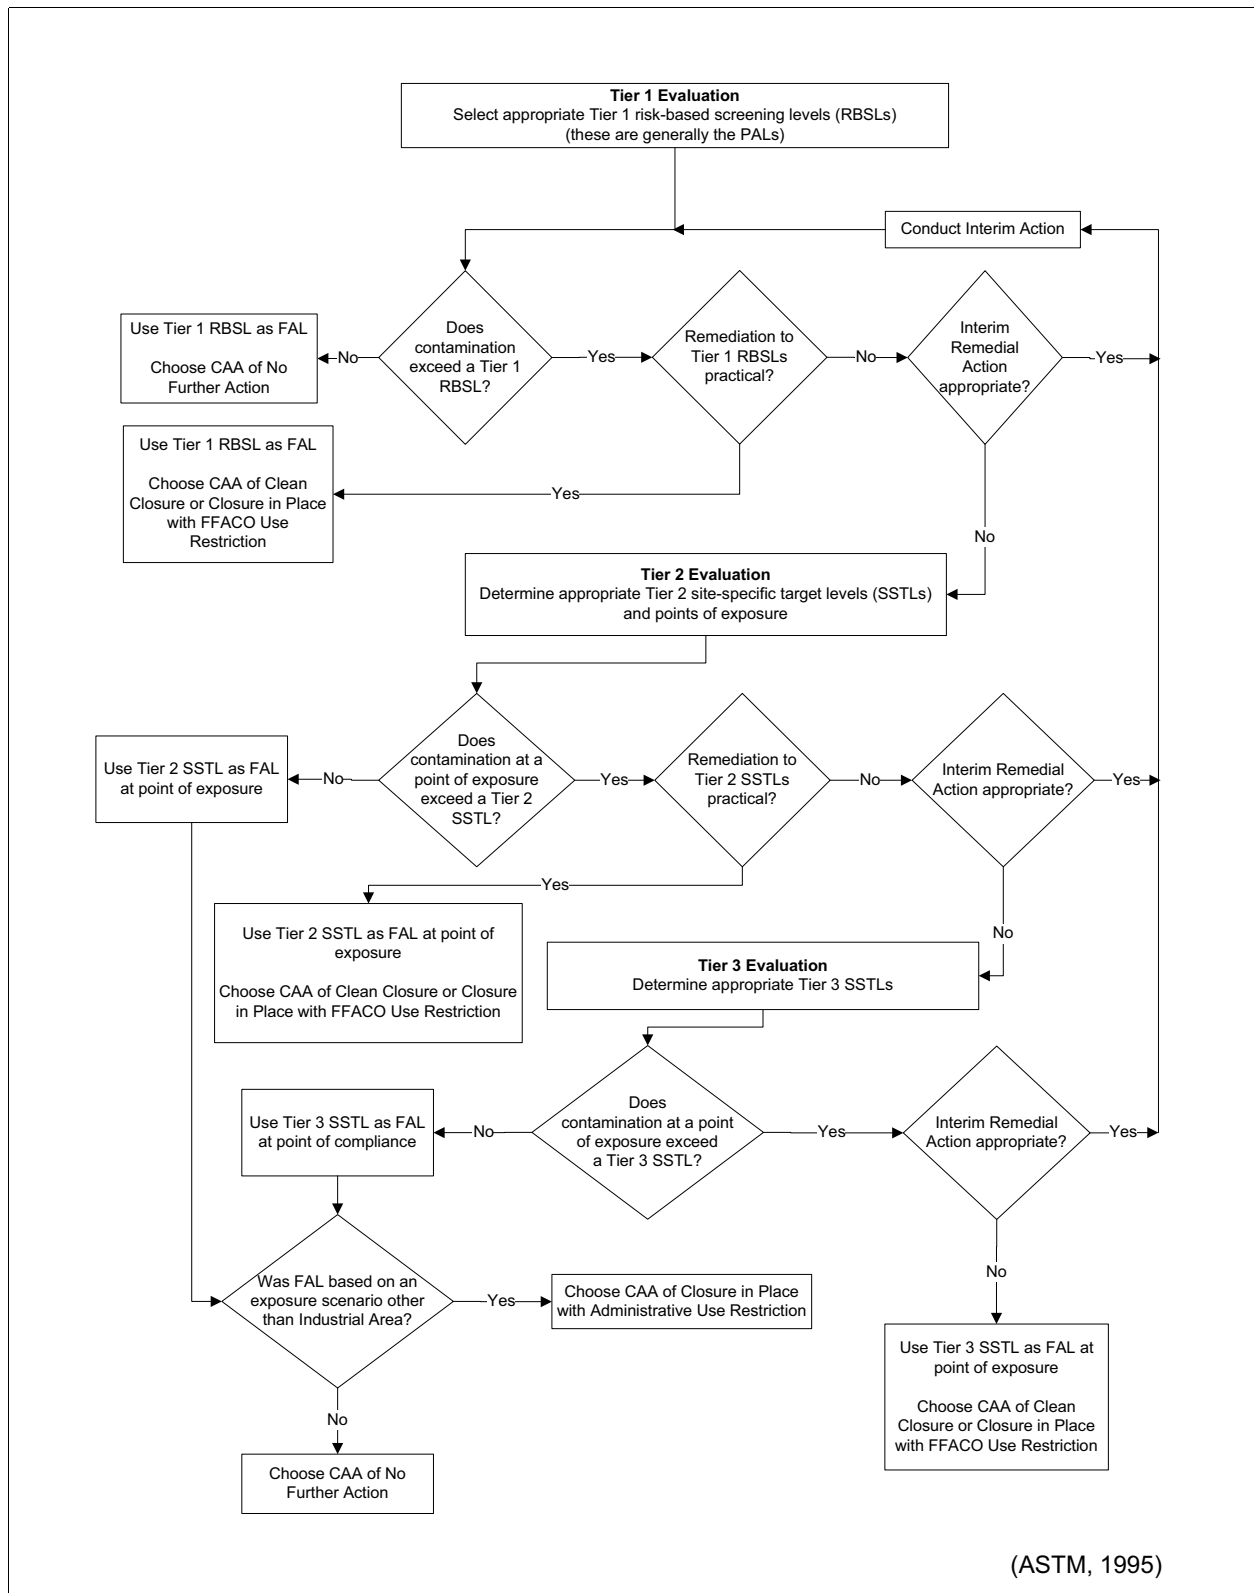 Tier 1 Evaluation
Select appropriate Tier 1 risk-based screening levels (RBSLs)
(these are generally the PALs)
Conduct Interim Action
Use Tier 1 RBSL as FAL
Choose CAA of No
Further Action
No
Does
contamination
exceed a Tier 1
RBSL?
Yes
Remediation to
Tier 1 RBSLs
practical?
No
Interim
Remedial
Action
appropriate?
Yes
Use Tier 1 RBSL as FAL
Choose CAA of Clean
Closure or Closure in Place
with FFACO Use
Restriction
Yes
No
Tier 2 Evaluation
Determine appropriate Tier 2 site-specific target levels (SSTLs)
and points of exposure
Use Tier 2 SSTL as FAL
at point of exposure
No
Does
contamination at a
point of exposure
exceed a Tier 2
SSTL?
Yes
Remediation to
Tier 2 SSTLs
practical?
No
Interim Remedial
Action appropriate?
Yes
Yes
Use Tier 2 SSTL as FAL at point of
exposure
Choose CAA of Clean Closure or Closure
in Place with FFACO Use Restriction
No
Tier 3 Evaluation
Determine appropriate Tier 3 SSTLs
Use Tier 3 SSTL as FAL
at point of compliance
No
Does
contamination at a point
of exposure exceed
a Tier 3 SSTL?
Yes
Interim Remedial
Action appropriate?
Yes
Was FAL based on an
exposure scenario other
than Industrial Area?
Yes
Choose CAA of Closure in Place
with Administrative Use Restriction
No
Use Tier 3 SSTL as FAL at
point of exposure
Choose CAA of Clean
Closure or Closure in Place
with FFACO Use Restriction
No
Choose CAA of No
Further Action
(ASTM, 1995)